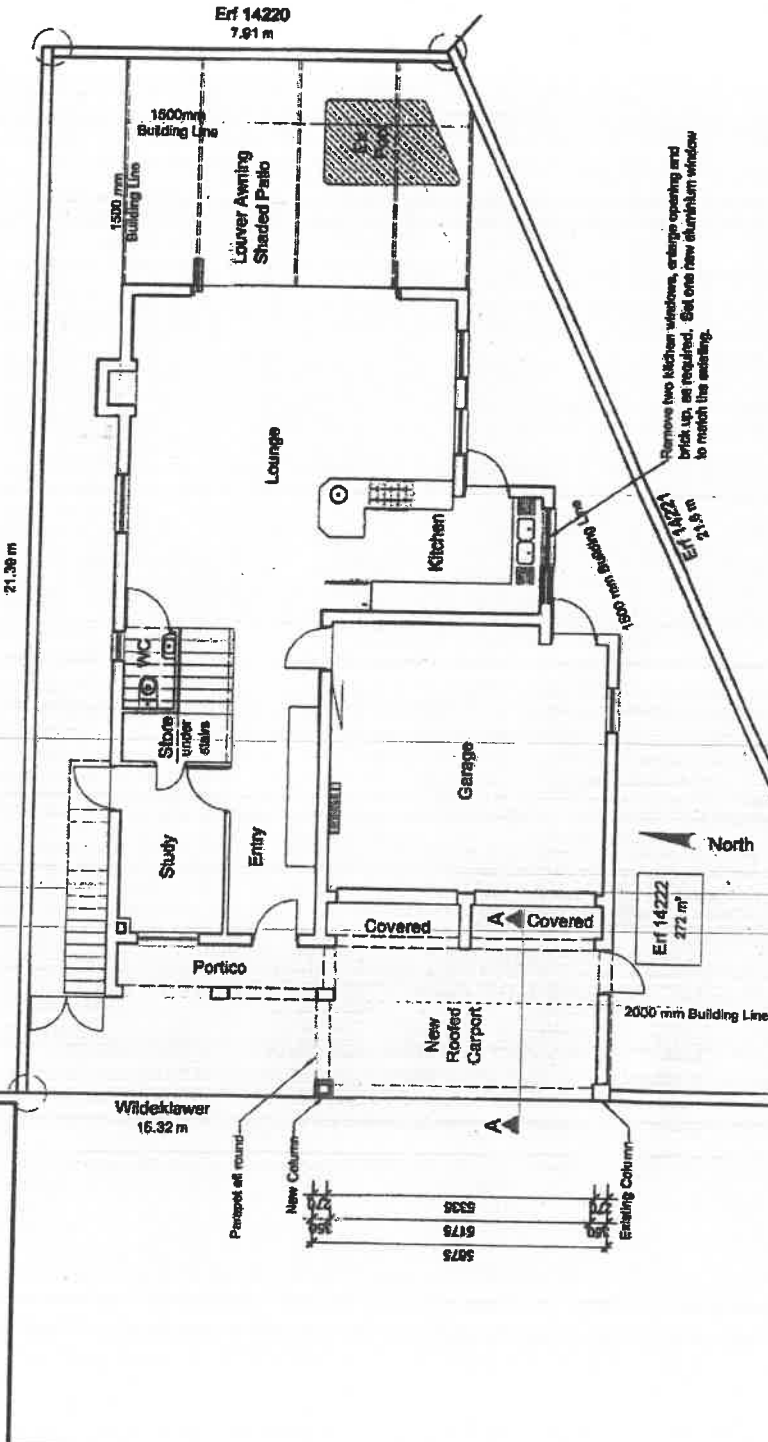 Erf 14220
7.91 m
1500mm
Building Line
1500 mm
Building Line
Louver Awning
Shaded Patio
Remove two kitchen windows, enlarge opening and
brick up, as required. Set one new aluminium window
to match the existing.
21.39 m
Lounge
Kitchen
1500 mm Building Line
Erf 14221
21.9 m
WC
Store
under
stairs
Study
Entry
Garage
North
Covered
A
Covered
Erf 14222
272 m²
Portico
2000 mm Building Line
New
Roofed
Carport
Wildeklawer
15.32 m
A
Parapet all round
New Column
Existing Column
5335
5175
5675